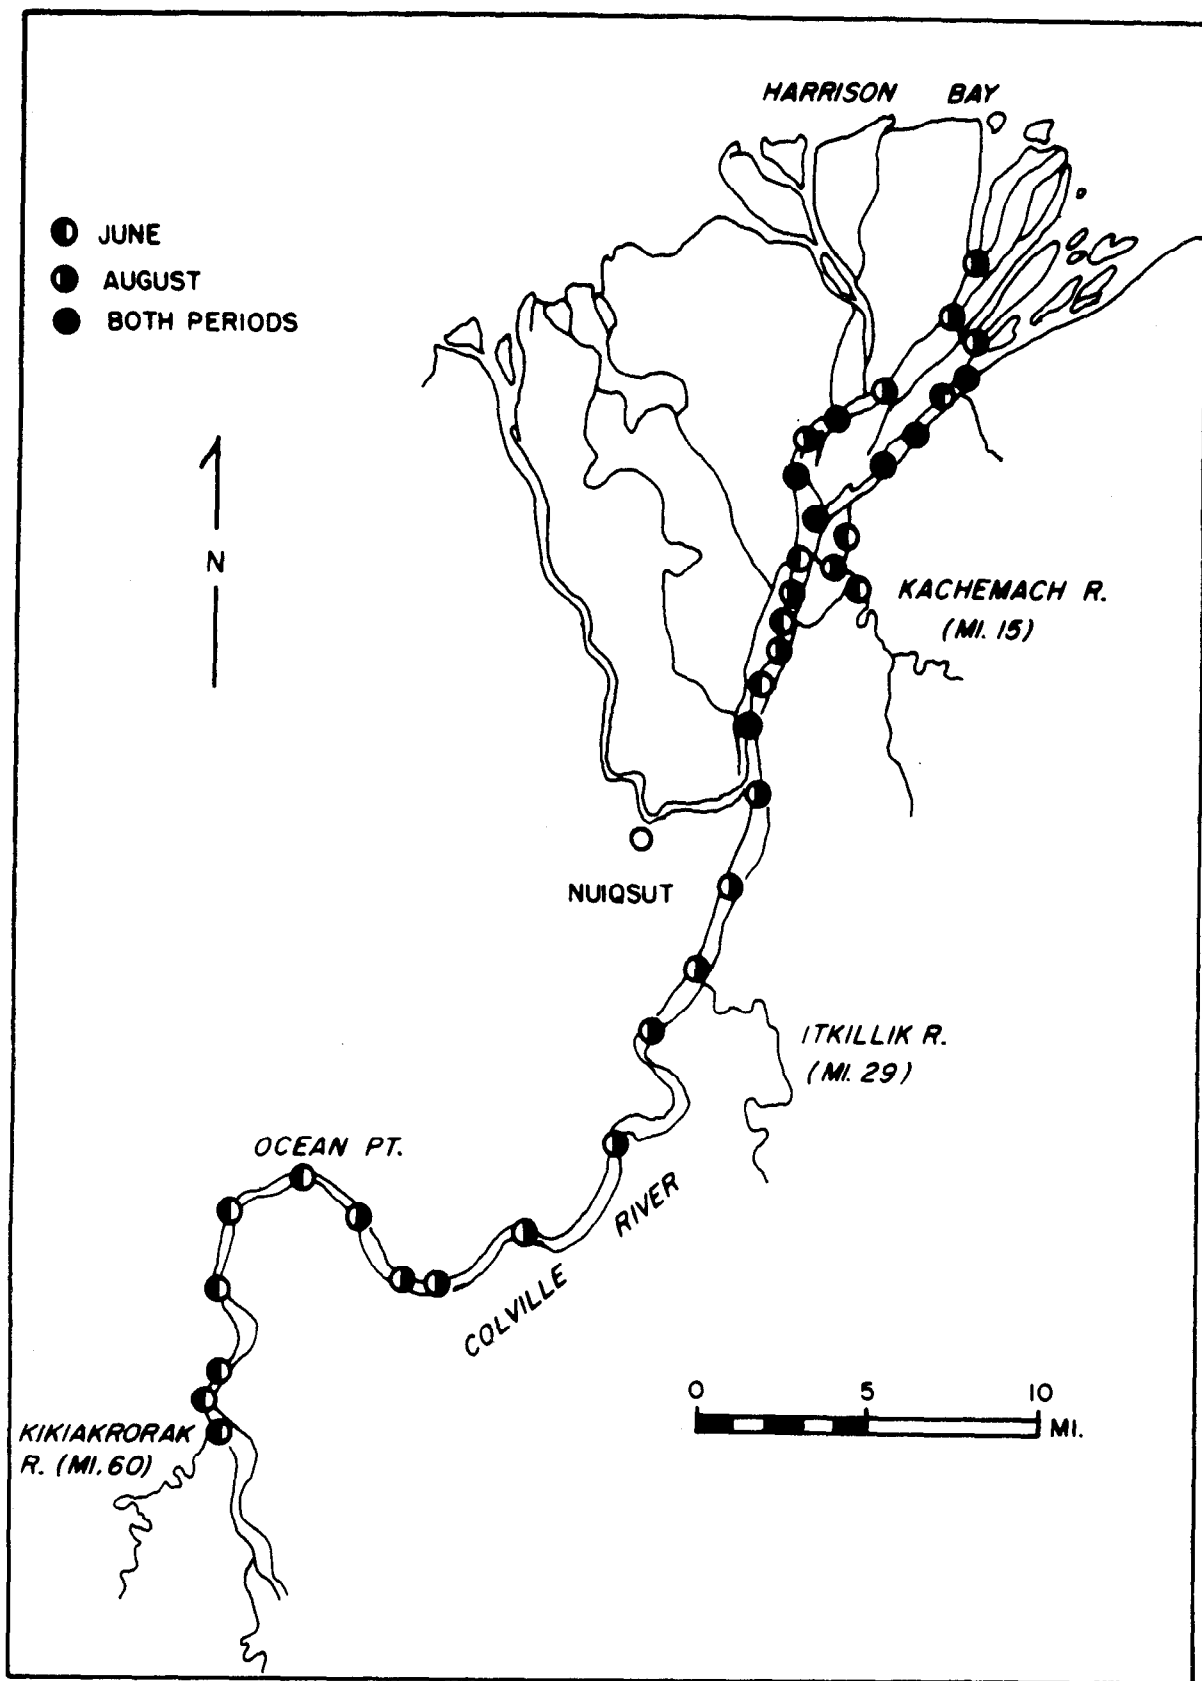 HARRISON BAY
JUNE
AUGUST
BOTH PERIODS
N
KACHEMACH R.
(MI. 15)
NUIQSUT
ITKILLIK R.
(MI. 29)
OCEAN PT.
COLVILLE RIVER
KIKIAKRORAK
R. (MI. 60)
0 5 10
MI.